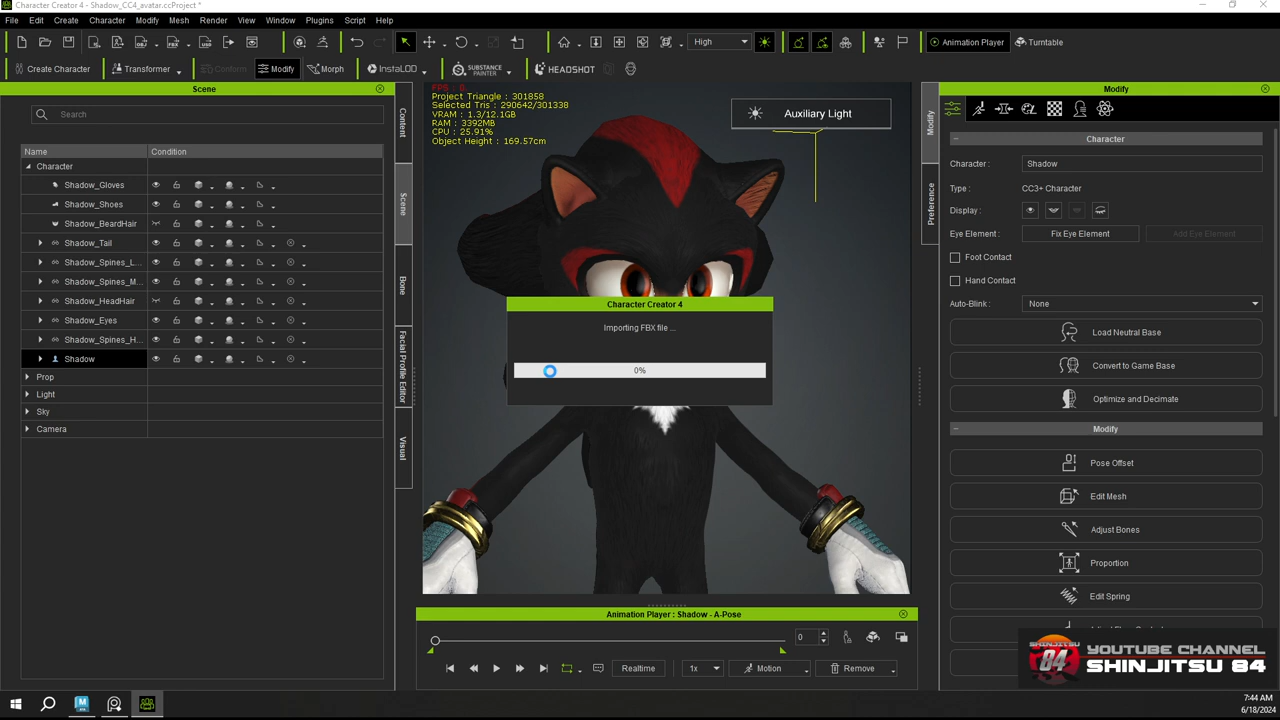 Character Creator 4 - Shadow_CC4_avatar.ccProject *
File Edit Create Character Modify Mesh Render View Window Plugins Script Help
High
Animation Player
Turntable
Create Character
Transformer
Conform
Modify
Morph
InstaLOD
SUBSTANCE PAINTER
HEADSHOT
Scene
Search
Name Condition
Character
Shadow_Gloves
Shadow_Shoes
Shadow_BeardHair
Shadow_Tail
Shadow_Spines_L...
Shadow_Spines_M...
Shadow_HeadHair
Shadow_Eyes
Shadow_Spines_H...
Shadow
Prop
Light
Sky
Camera
Content
Scene
Bone
Facial Profile Editor
Visual
FPS : 0
Project Triangle : 301858
Selected Tris : 290642/301338
VRAM : 1.3/12.1GB
RAM : 3392MB
CPU : 25.91%
Object Height : 169.57cm
Auxiliary Light
Character Creator 4
Importing FBX file ...
0%
Animation Player : Shadow - A-Pose
0
Realtime
1x
Motion
Remove
Modify
Preference
Modify
Character
Character : Shadow
Type : CC3+ Character
Display :
Eye Element : Fix Eye Element Add Eye Element
Foot Contact
Hand Contact
Auto-Blink : None
Load Neutral Base
Convert to Game Base
Optimize and Decimate
Modify
Pose Offset
Edit Mesh
Adjust Bones
Proportion
Edit Spring
SHINJITSU
84
YOUTUBE CHANNEL
SHINJITSU 84
7:44 AM
6/18/2024